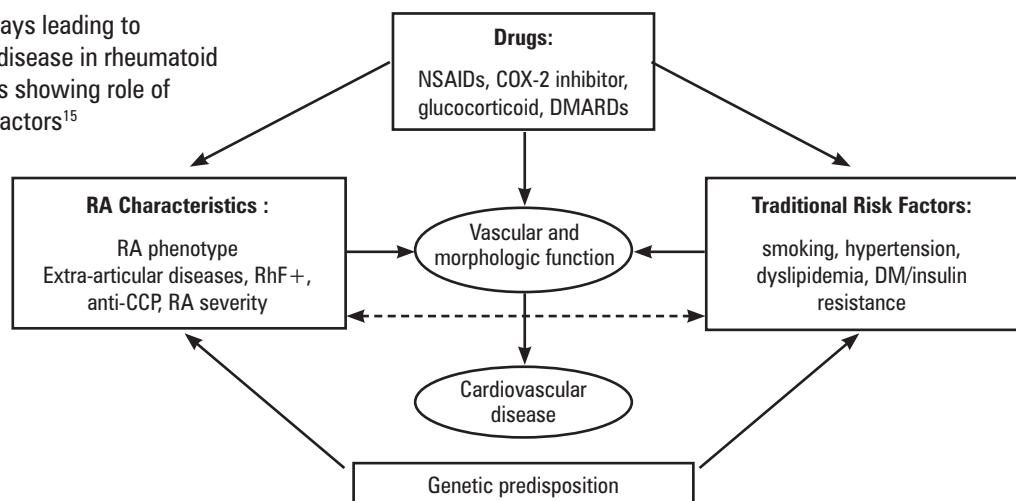 ays leading to
disease in rheumatoid
s showing role of
actors15
Drugs:
NSAIDs, COX-2 inhibitor,
glucocorticoid, DMARDs
RA Characteristics :
RA phenotype
Extra-articular diseases, RhF+,
anti-CCP, RA severity
Vascular and
morphologic function
Traditional Risk Factors:
smoking, hypertension,
dyslipidemia, DM/insulin
resistance
Cardiovascular
disease
Genetic predisposition